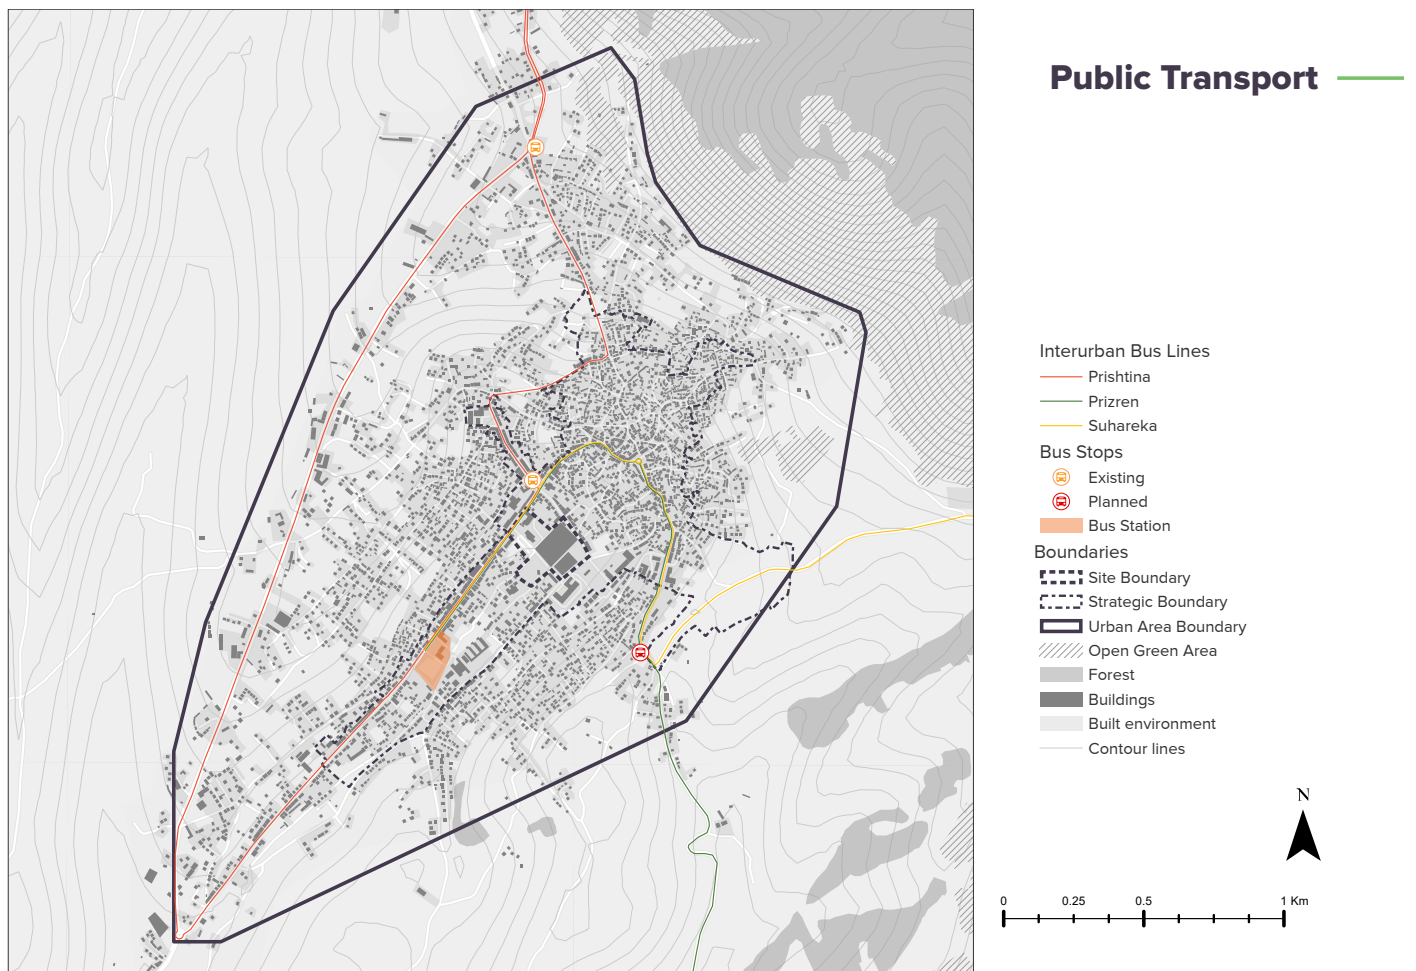 Public Transport
Interurban Bus Lines
Prishtina
Prizren
Suhareka
Bus Stops
Existing
Planned
Bus Station
Boundaries
Site Boundary
Strategic Boundary
Urban Area Boundary
Open Green Area
Forest
Buildings
Built environment
Contour lines
N
0 0.25 0.5 1 Km